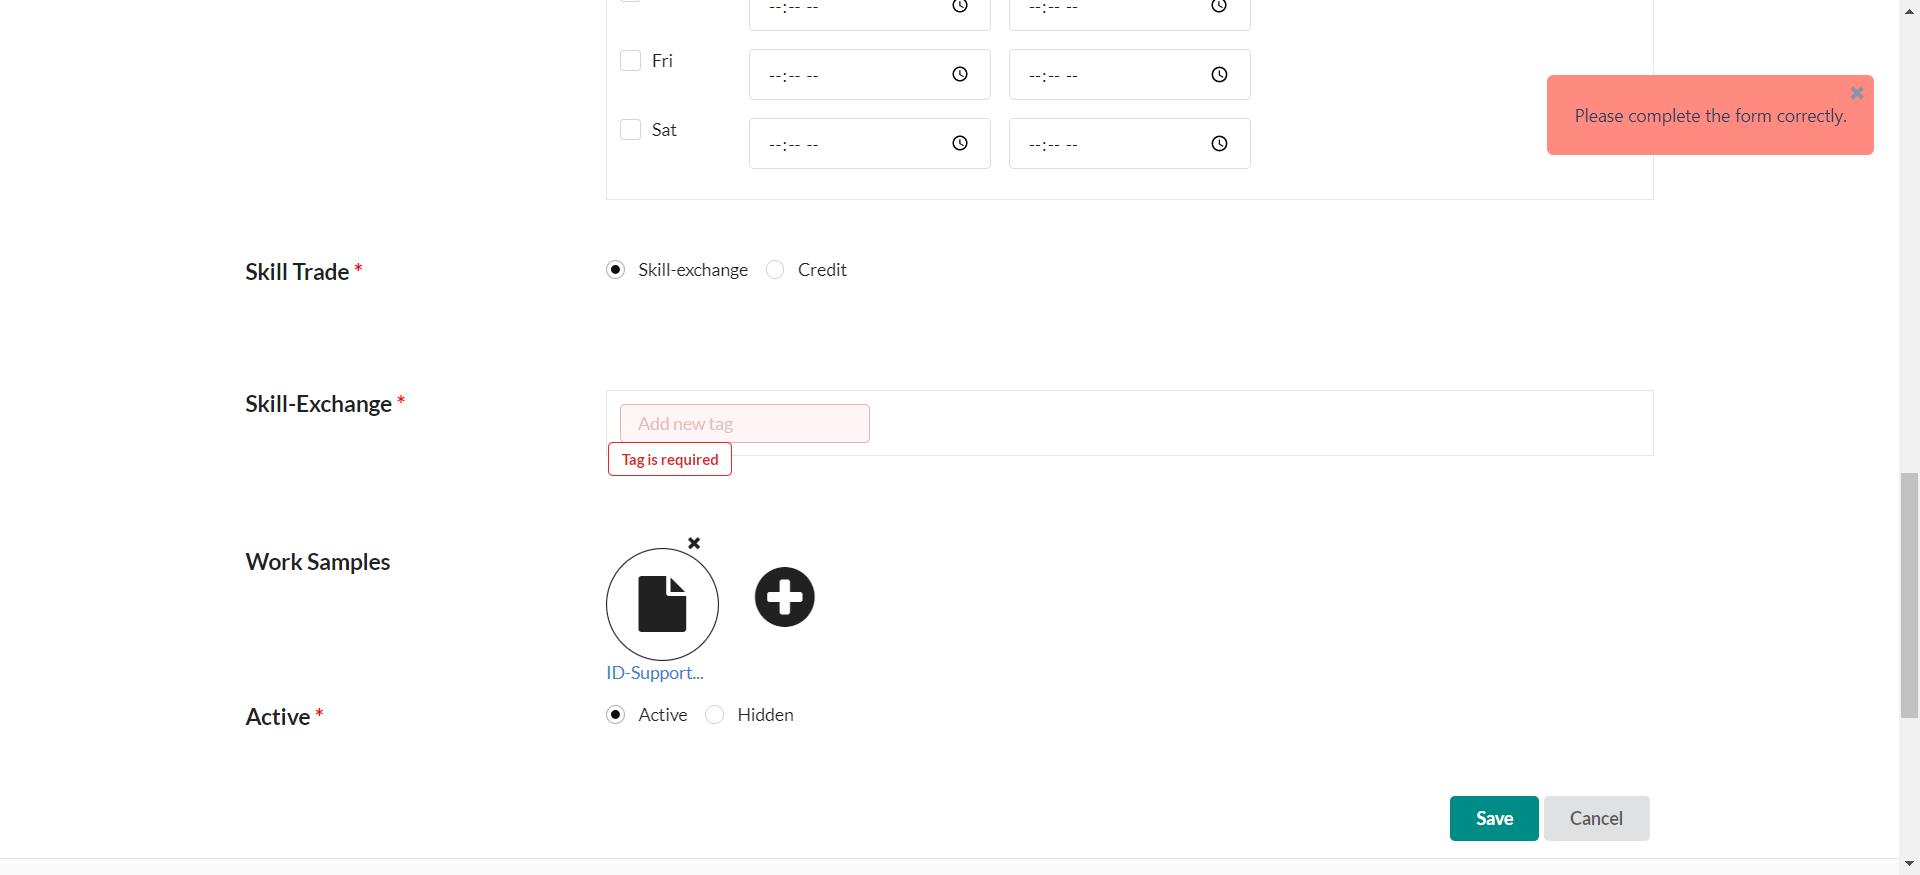 --:-- -- --:-- --
Fri --:-- -- --:-- --
Please complete the form correctly.
Sat --:-- -- --:-- --
Skill Trade * Skill-exchange Credit
Skill-Exchange *
Add new tag
Tag is required
Work Samples
ID-Support...
Active * Active Hidden
Save Cancel